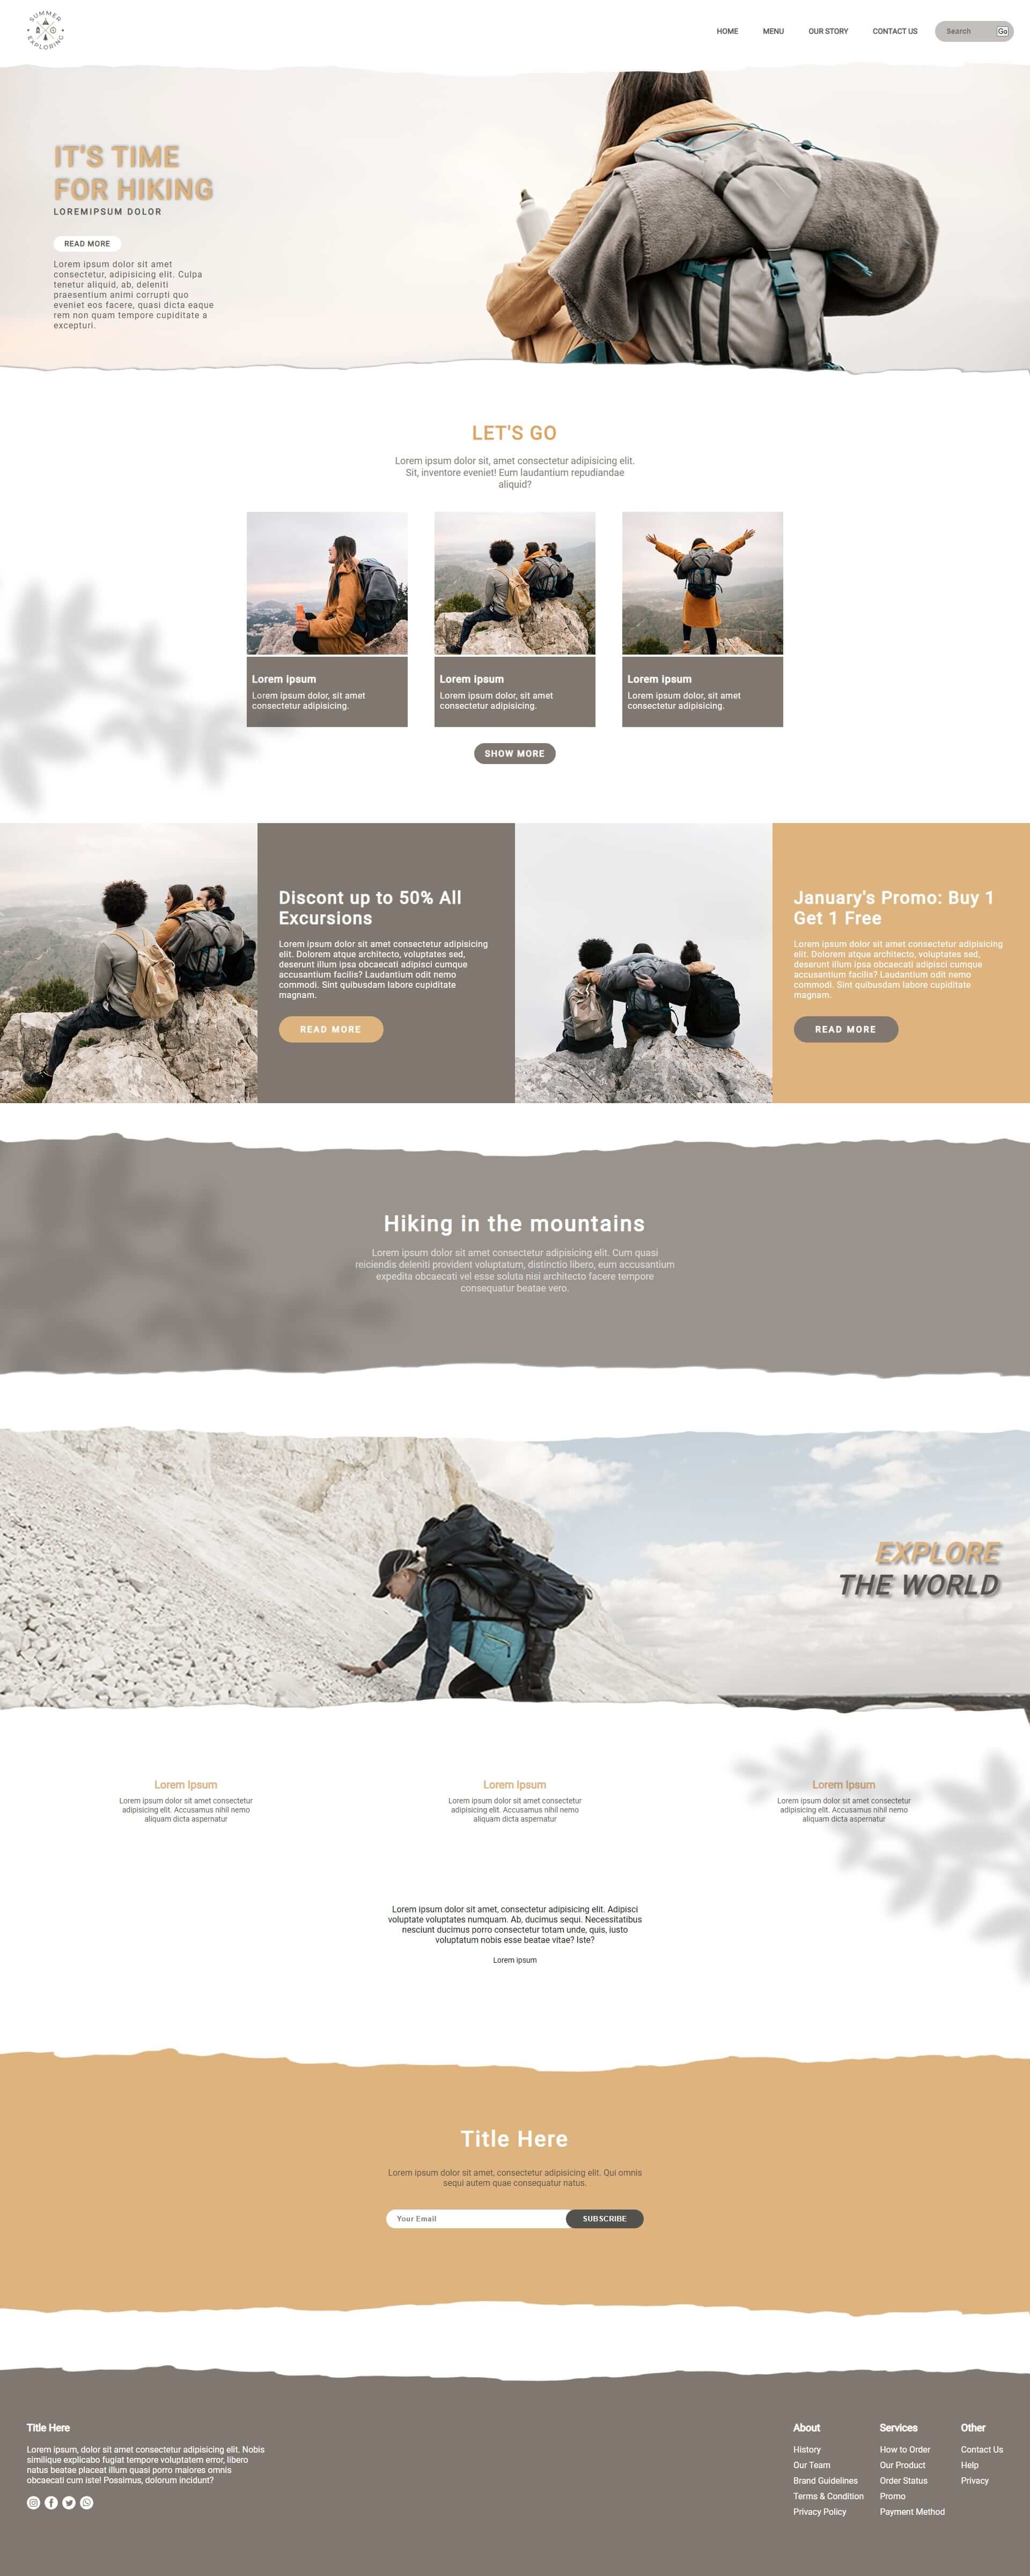 SUMMER
EXPLORING
HOME MENU OUR STORY CONTACT US Search Go
IT'S TIME
FOR HIKING
LOREMIPSUM DOLOR
READ MORE
Lorem ipsum dolor sit amet
consectetur, adipisicing elit. Culpa
tenetur aliquid, ab, deleniti
praesentium animi corrupti quo
eveniet eos facere, quasi dicta eaque
rem non quam tempore cupiditate a
excepturi.
LET'S GO
Lorem ipsum dolor sit, amet consectetur adipisicing elit.
Sit, inventore eveniet! Eum laudantium repudiandae
aliquid?
Lorem ipsum
Lorem ipsum dolor, sit amet
consectetur adipisicing.
Lorem ipsum
Lorem ipsum dolor, sit amet
consectetur adipisicing.
Lorem ipsum
Lorem ipsum dolor, sit amet
consectetur adipisicing.
SHOW MORE
Discont up to 50% All
Excursions
Lorem ipsum dolor sit amet consectetur adipisicing
elit. Dolorem atque architecto, voluptates sed,
deserunt illum ipsa obcaecati adipisci cumque
accusantium facilis? Laudantium odit nemo
commodi. Sint quibusdam labore cupiditate
magnam.
READ MORE
January's Promo: Buy 1
Get 1 Free
Lorem ipsum dolor sit amet consectetur adipisicing
elit. Dolorem atque architecto, voluptates sed,
deserunt illum ipsa obcaecati adipisci cumque
accusantium facilis? Laudantium odit nemo
commodi. Sint quibusdam labore cupiditate
magnam.
READ MORE
Hiking in the mountains
Lorem ipsum dolor sit amet consectetur adipisicing elit. Cum quasi
reiciendis deleniti provident voluptatum, distinctio libero, eum accusantium
expedita obcaecati vel esse soluta nisi architecto facere tempore
consequatur beatae vero.
EXPLORE
THE WORLD
Lorem Ipsum
Lorem ipsum dolor sit amet consectetur
adipisicing elit. Accusamus nihil nemo
aliquam dicta aspernatur
Lorem Ipsum
Lorem ipsum dolor sit amet consectetur
adipisicing elit. Accusamus nihil nemo
aliquam dicta aspernatur
Lorem Ipsum
Lorem ipsum dolor sit amet consectetur
adipisicing elit. Accusamus nihil nemo
aliquam dicta aspernatur
Lorem ipsum dolor sit amet, consectetur adipisicing elit. Adipisci
voluptate voluptates numquam. Ab, ducimus sequi. Necessitatibus
nesciunt ducimus porro consectetur totam unde, quis, iusto
voluptatum nobis esse beatae vitae? Iste?
Lorem ipsum
Title Here
Lorem ipsum dolor sit amet, consectetur adipisicing elit. Qui omnis
sequi autem quae consequatur natus.
Your Email SUBSCRIBE
Title Here
Lorem ipsum, dolor sit amet consectetur adipisicing elit. Nobis
similique explicabo fugiat tempore voluptatem error, libero
natus beatae placeat illum quasi porro maiores omnis
obcaecati cum iste! Possimus, dolorum incidunt?
About
History
Our Team
Brand Guidelines
Terms & Condition
Privacy Policy
Services
How to Order
Our Product
Order Status
Promo
Payment Method
Other
Contact Us
Help
Privacy